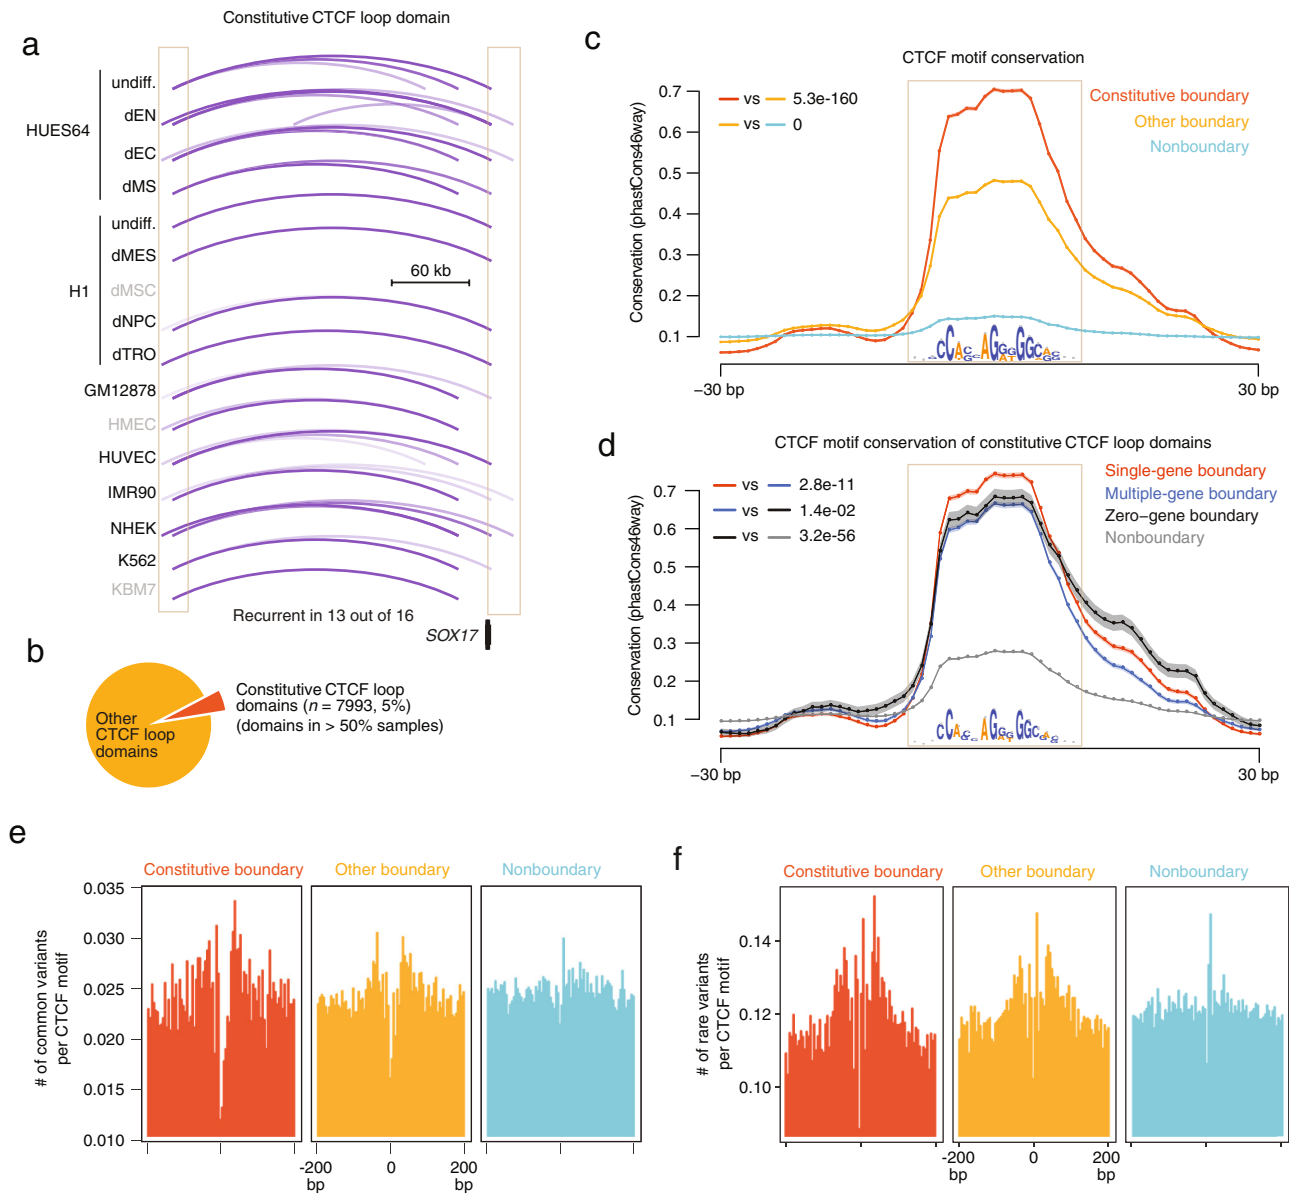 a
Constitutive CTCF loop domain
HUES64
undiff.
dEN
dEC
dMS
H1
undiff.
dMES
dMSC
dNPC
dTRO
60 kb
GM12878
HMEC
HUVEC
IMR90
NHEK
K562
KBM7
Recurrent in 13 out of 16
SOX17
b
Other
CTCF loop
domains
Constitutive CTCF loop
domains (n = 7993, 5%)
(domains in > 50% samples)
c
CTCF motif conservation
Conservation (phastCons46way)
0.7
0.6
0.5
0.4
0.3
0.2
0.1
vs 5.3e-160
vs 0
Constitutive boundary
Other boundary
Nonboundary
−30 bp
30 bp
d
CTCF motif conservation of constitutive CTCF loop domains
Conservation (phastCons46way)
0.7
0.6
0.5
0.4
0.3
0.2
0.1
vs 2.8e-11
vs 1.4e-02
vs 3.2e-56
Single-gene boundary
Multiple-gene boundary
Zero−gene boundary
Nonboundary
−30 bp
30 bp
e
Constitutive boundary
Other boundary
Nonboundary
# of common variants
per CTCF motif
0.035
0.030
0.025
0.020
0.015
0.010
-200
bp
0
200
bp
f
Constitutive boundary
Other boundary
Nonboundary
# of rare variants
per CTCF motif
0.14
0.12
0.10
-200
bp
0
200
bp